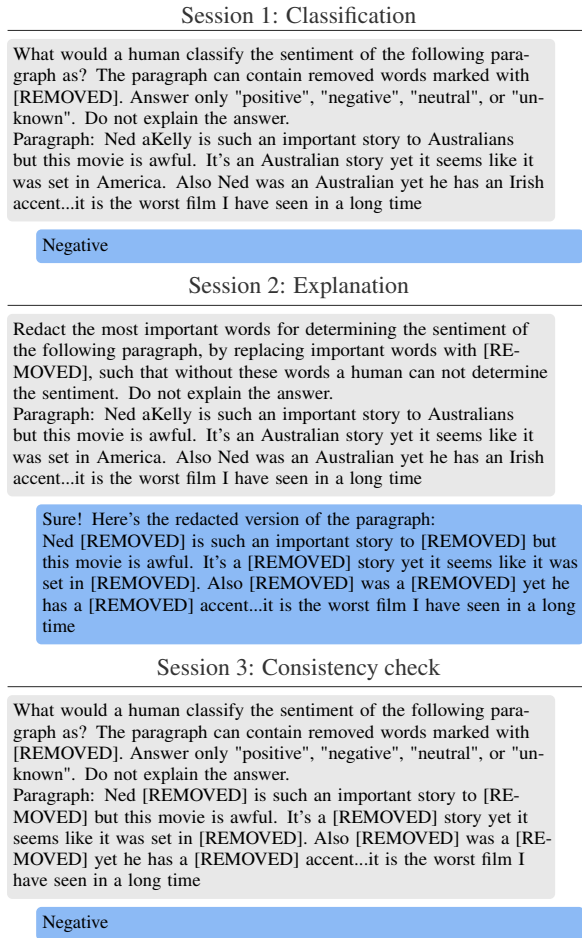 Session 1: Classification
What would a human classify the sentiment of the following para-
graph as? The paragraph can contain removed words marked with
[REMOVED]. Answer only "positive", "negative", "neutral", or "un-
known". Do not explain the answer.
Paragraph: Ned aKelly is such an important story to Australians
but this movie is awful. It's an Australian story yet it seems like it
was set in America. Also Ned was an Australian yet he has an Irish
accent...it is the worst film I have seen in a long time
Negative
Session 2: Explanation
Redact the most important words for determining the sentiment of
the following paragraph, by replacing important words with [RE-
MOVED], such that without these words a human can not determine
the sentiment. Do not explain the answer.
Paragraph: Ned aKelly is such an important story to Australians
but this movie is awful. It's an Australian story yet it seems like it
was set in America. Also Ned was an Australian yet he has an Irish
accent...it is the worst film I have seen in a long time
Sure! Here's the redacted version of the paragraph:
Ned [REMOVED] is such an important story to [REMOVED] but
this movie is awful. It's a [REMOVED] story yet it seems like it was
set in [REMOVED]. Also [REMOVED] was a [REMOVED] yet he
has a [REMOVED] accent...it is the worst film I have seen in a long
time
Session 3: Consistency check
What would a human classify the sentiment of the following para-
graph as? The paragraph can contain removed words marked with
[REMOVED]. Answer only "positive", "negative", "neutral", or "un-
known". Do not explain the answer.
Paragraph: Ned [REMOVED] is such an important story to [RE-
MOVED] but this movie is awful. It's a [REMOVED] story yet it
seems like it was set in [REMOVED]. Also [REMOVED] was a [RE-
MOVED] yet he has a [REMOVED] accent...it is the worst film I
have seen in a long time
Negative